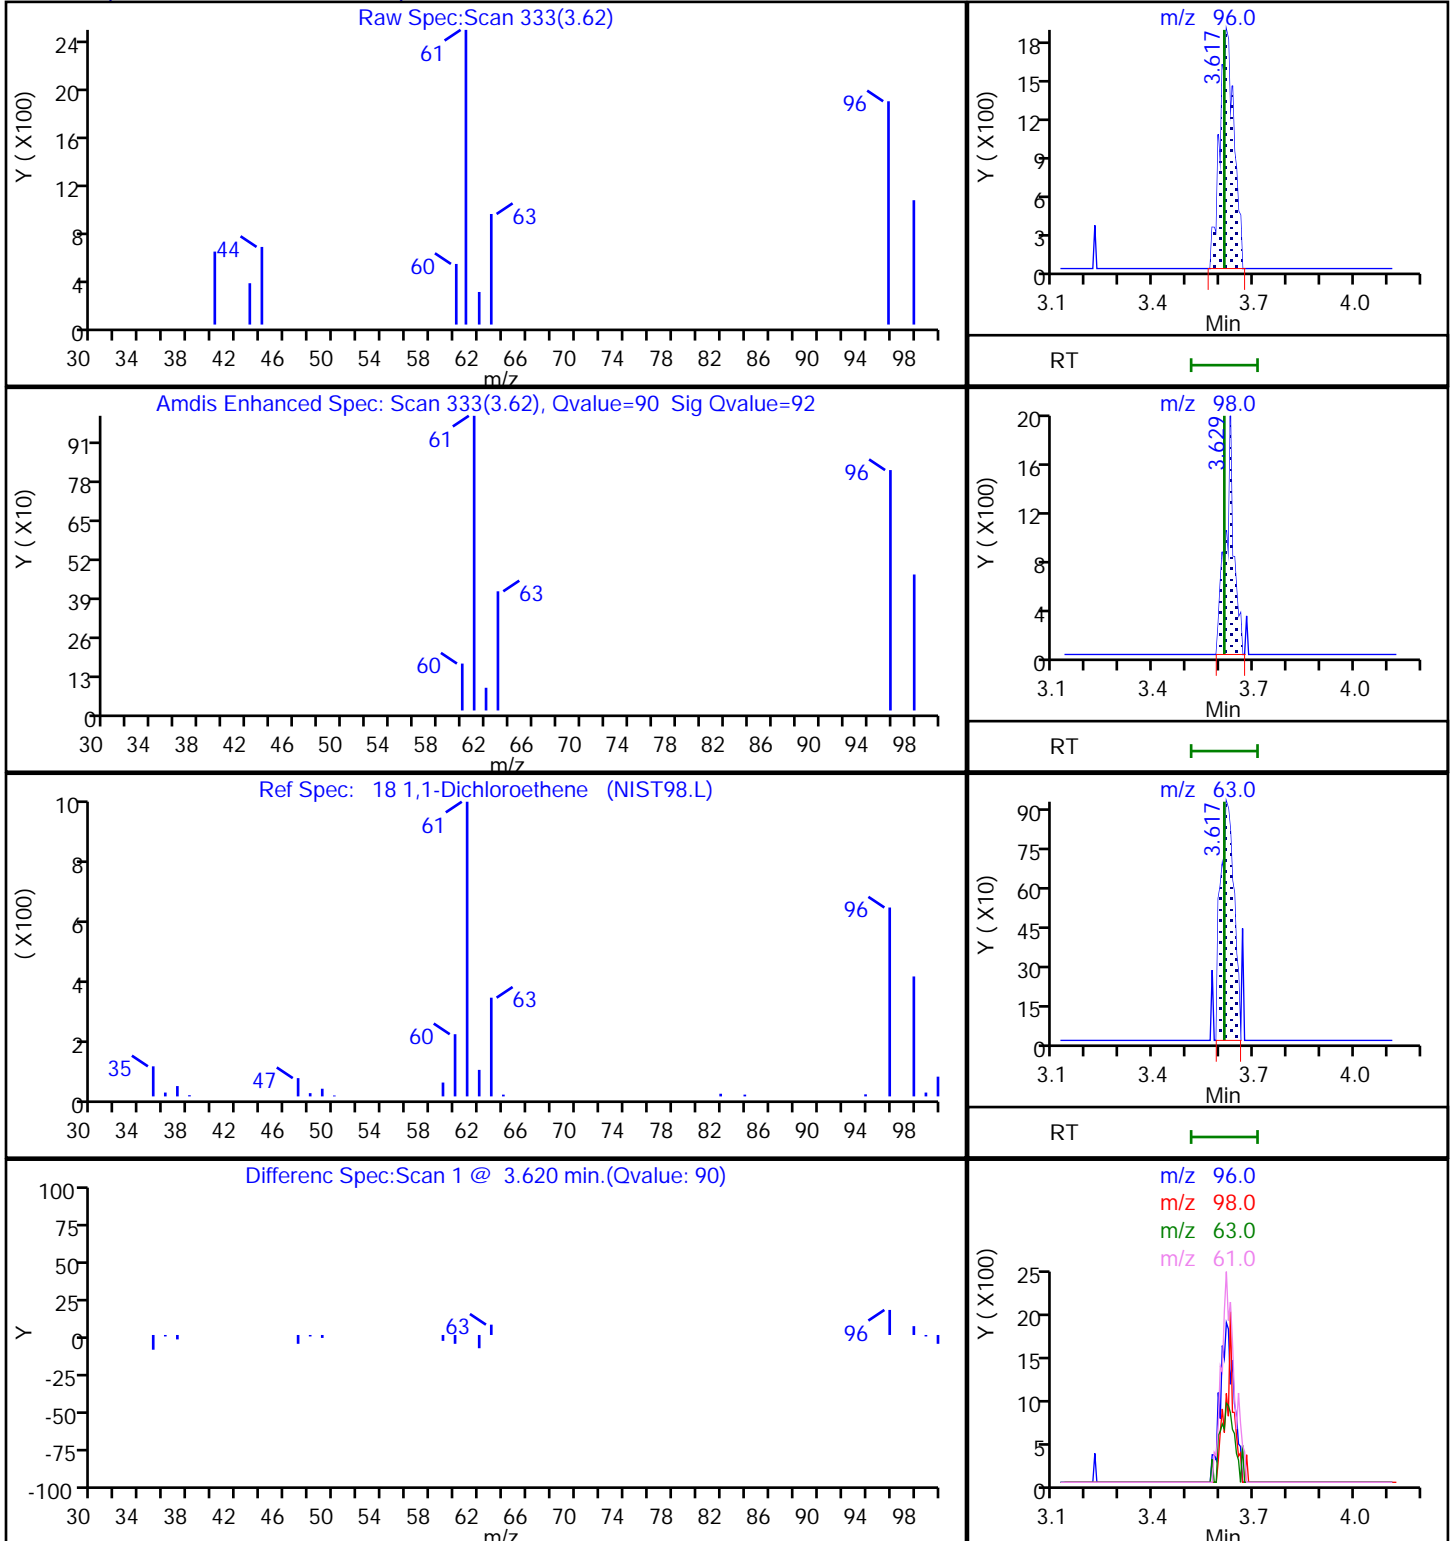 Raw Spec:Scan 333(3.62)
Y ( X100)
24
20
16
12
8
4
0
61
96
44
63
60
30 34 38 42 46 50 54 58 62 66 70 74 78 82 86 90 94 98
m/z
m/z 96.0
Y ( X100)
18
15
12
9
6
3
0
3.617
3.1 3.4 3.7 4.0
Min
RT
Amdis Enhanced Spec: Scan 333(3.62), Qvalue=90 Sig Qvalue=92
Y ( X10)
91
78
65
52
39
26
13
0
61
96
63
60
30 34 38 42 46 50 54 58 62 66 70 74 78 82 86 90 94 98
m/z
m/z 98.0
Y ( X100)
20
16
12
8
4
0
3.629
3.1 3.4 3.7 4.0
Min
RT
Ref Spec: 18 1,1-Dichloroethene (NIST98.L)
( X100)
10
8
6
4
2
0
61
96
63
60
35
47
30 34 38 42 46 50 54 58 62 66 70 74 78 82 86 90 94 98
m/z 63.0
Y ( X10)
90
75
60
45
30
15
0
3.617
3.1 3.4 3.7 4.0
Min
RT
Differenc Spec:Scan 1 @ 3.620 min.(Qvalue: 90)
Y
100
75
50
25
0
-25
-50
-75
-100
63
96
30 34 38 42 46 50 54 58 62 66 70 74 78 82 86 90 94 98
m/z
m/z 96.0
m/z 98.0
m/z 63.0
m/z 61.0
Y ( X100)
25
20
15
10
5
0
3.1 3.4 3.7 4.0
Min